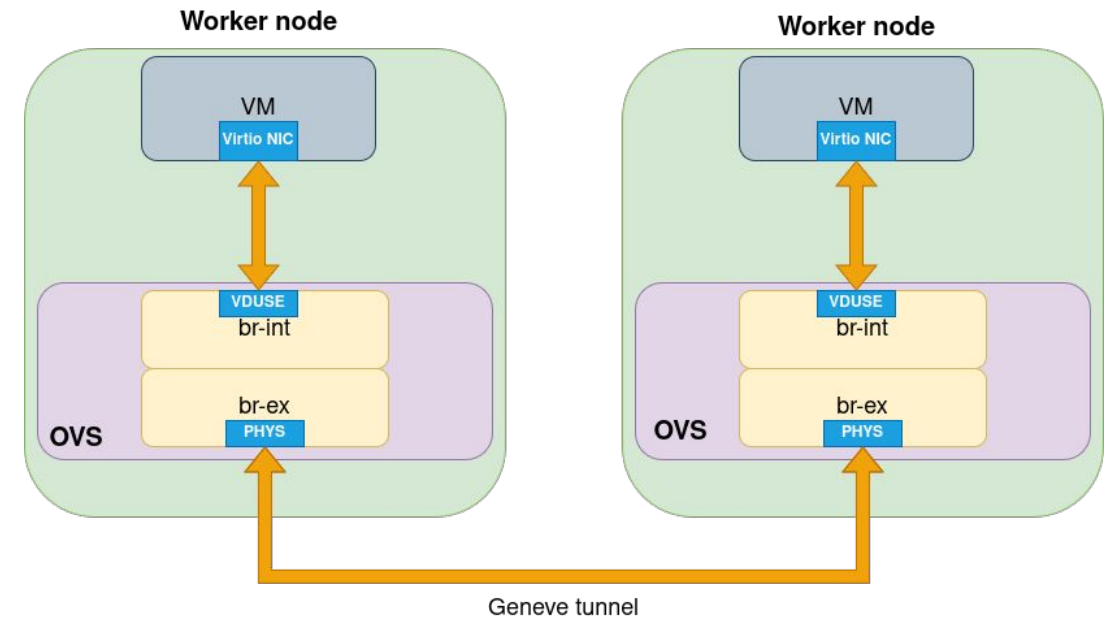 Worker node
VM
Virtio NIC
VDUSE
br-int
br-ex
PHYS
OVS
Worker node
VM
Virtio NIC
VDUSE
br-int
br-ex
PHYS
OVS
Geneve tunnel